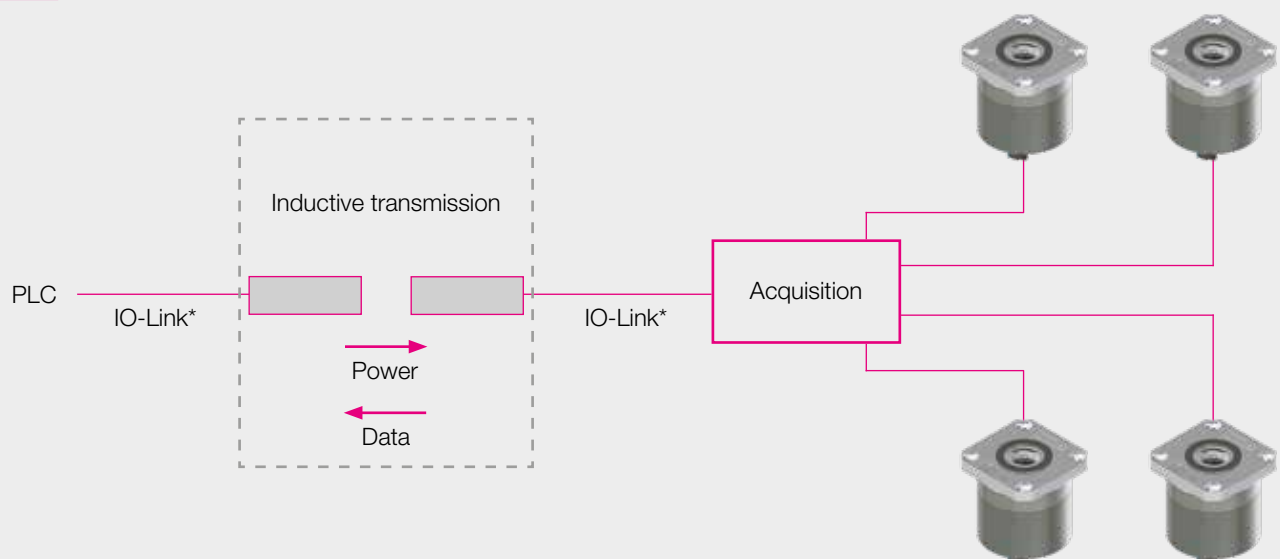 Inductive transmission
PLC
IO-Link*
IO-Link*
Acquisition
Power
Data